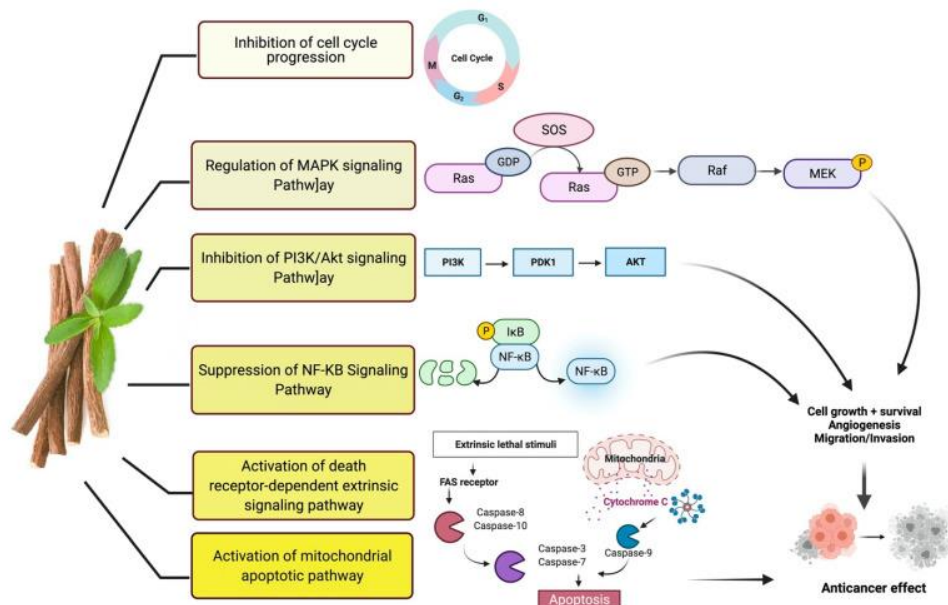 Inhibition of cell cycle
progression
G₁
Cell Cycle
M
S
G₂
Regulation of MAPK signaling
Pathw]ay
SOS
GDP
Ras
GTP
Ras
Raf
P
MEK
Inhibition of PI3K/Akt signaling
Pathw]ay
PI3K
PDK1
AKT
Suppression of NF-KB Signaling
Pathway
P
IκB
NF-κB
NF-κB
Cell growth + survival
Angiogenesis
Migration/Invasion
Activation of death
receptor-dependent extrinsic
signaling pathway
Extrinsic lethal stimuli
FAS receptor
Caspase-8
Caspase-10
Mitochondria
Cytochrome C
Caspase-3
Caspase-7
Caspase-9
Activation of mitochondrial
apoptotic pathway
Apoptosis
Anticancer effect